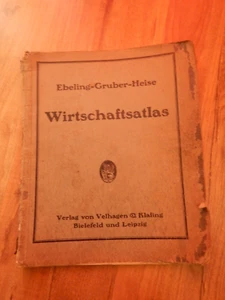 Ebeling-Gruber-Heise
Wirtschaftsatlas
Verlag von Velhagen & Klasing
Bielefeld und Leipzig